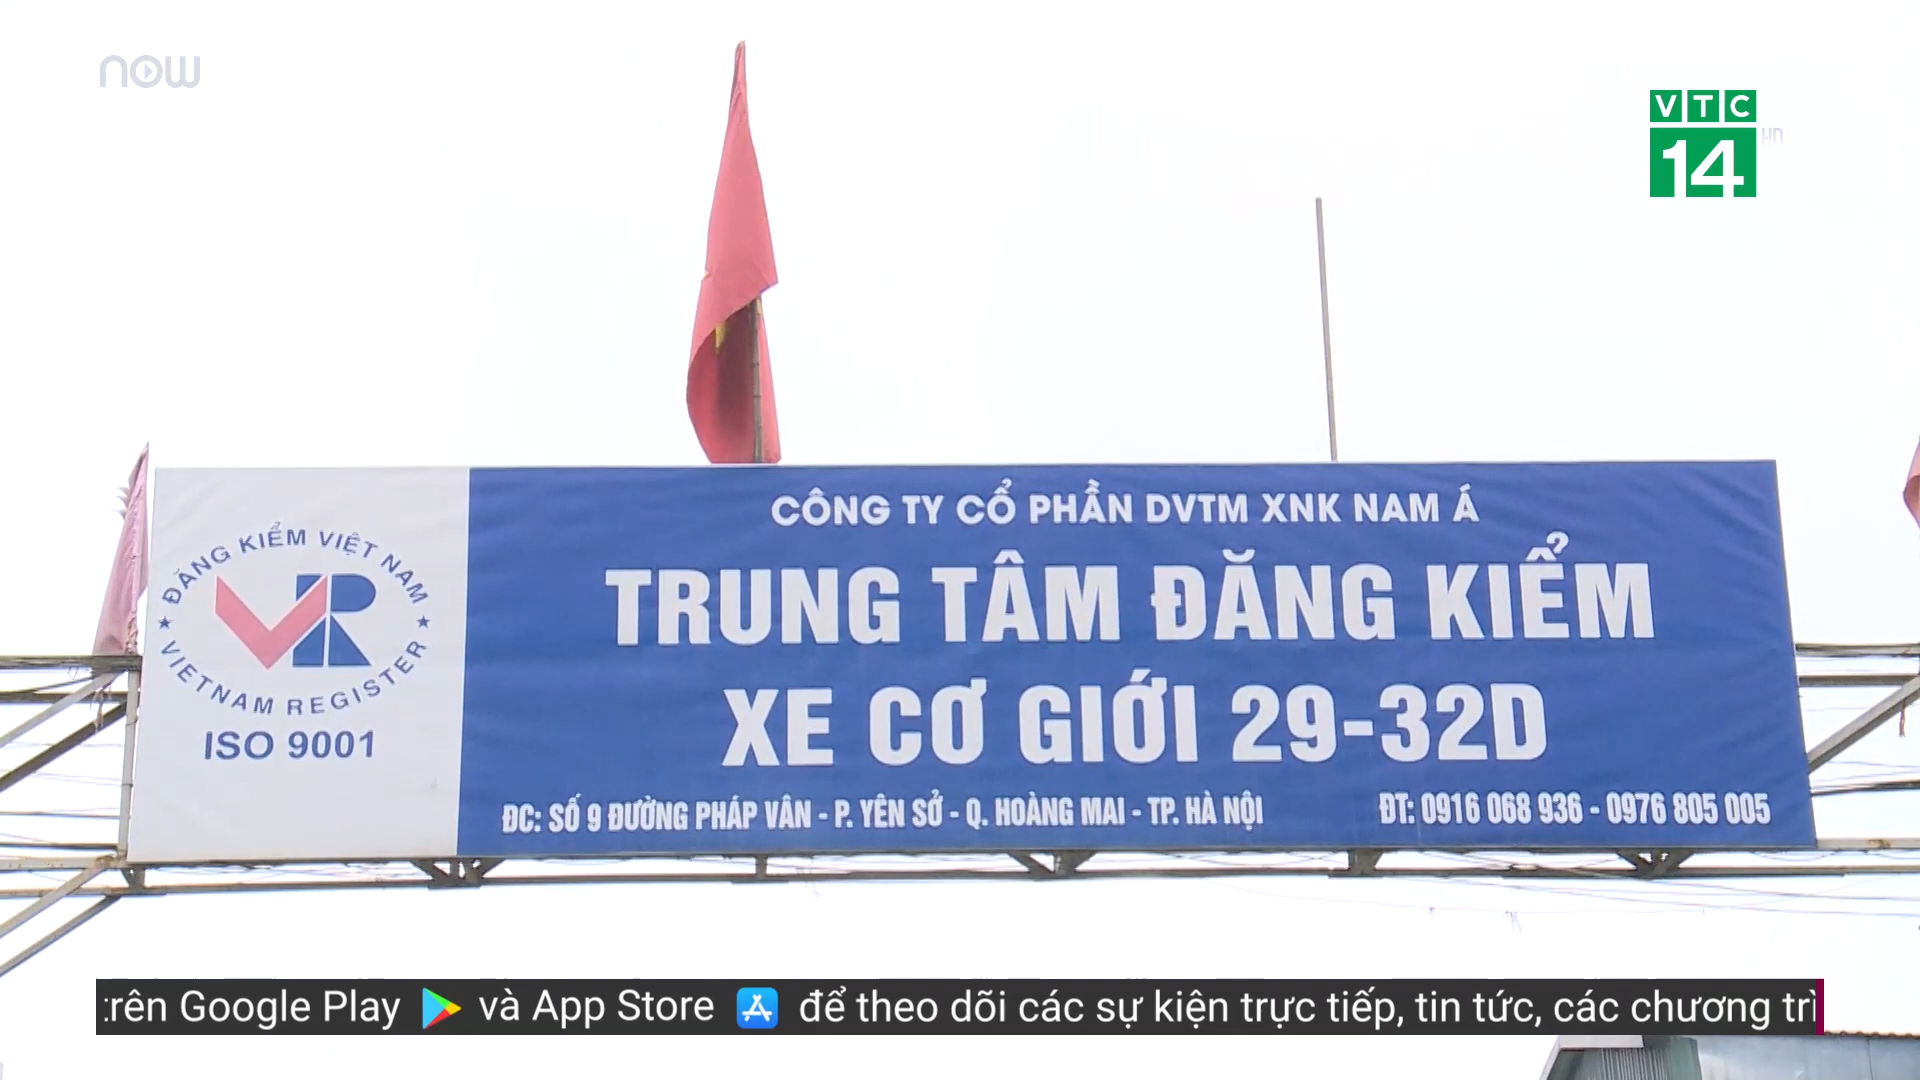 now
VTC
14
CÔNG TY CỔ PHẦN DVTM XNK NAM Á
TRUNG TÂM ĐĂNG KIỂM
XE CƠ GIỚI 29-32D
ĐC: SỐ 9 ĐƯỜNG PHÁP VÂN - P. YÊN SỞ - Q. HOÀNG MAI - TP. HÀ NỘI
ĐT: 0916 068 936 - 0976 805 005
ĐĂNG KIỂM VIỆT NAM
VR
VIETNAM REGISTER
ISO 9001
trên Google Play và App Store để theo dõi các sự kiện trực tiếp, tin tức, các chương trì